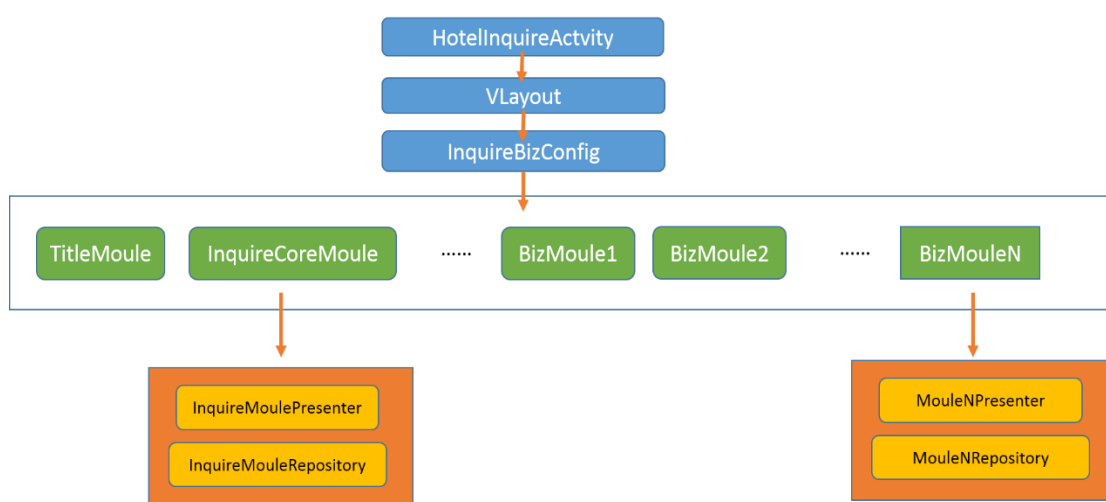 HotelInquireActvity
VLayout
InquireBizConfig
TitleMoule InquireCoreMoule ...... BizMoule1 BizMoule2 ...... BizMouleN
InquireMoulePresenter
InquireMouleRepository
MouleNPresenter
MouleNRepository